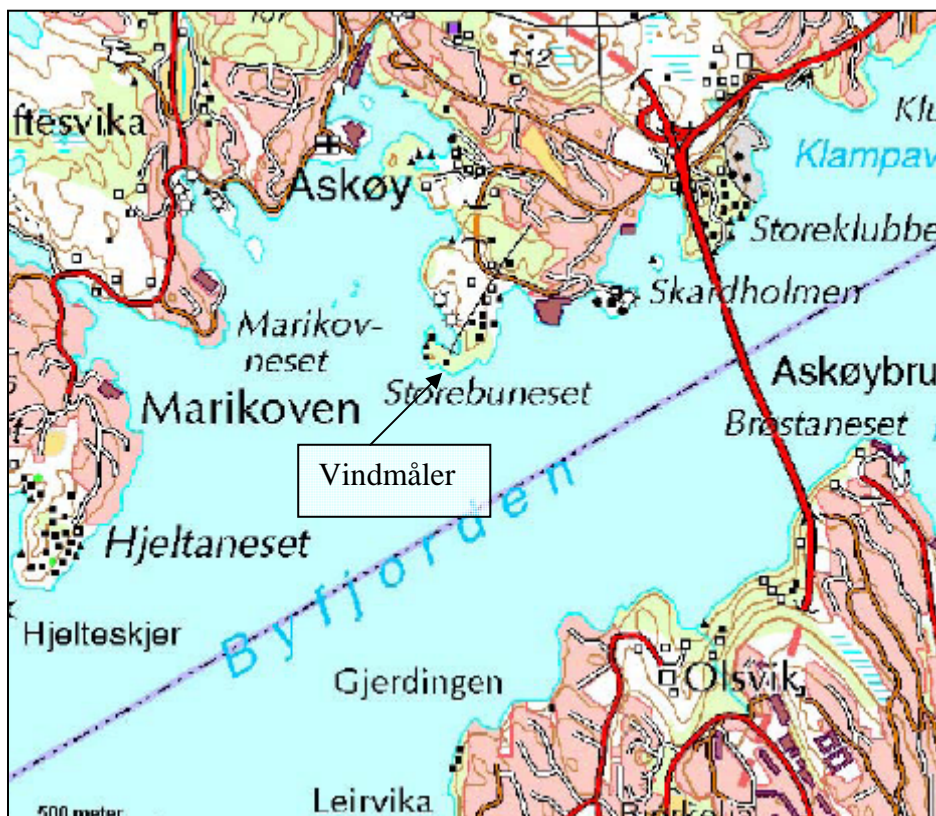 112
ftesvika
Askøy
Klampav
Storeklubbe
Skardholmen
Marikov-
neset
Askøybru
Marikoven
Storebuneset
Brøstaneset
Vindmåler
Hjeltaneset
Byfjorden
Hjelteskjer
Gjerdingen
Olsvik
Leirvika
500 meter